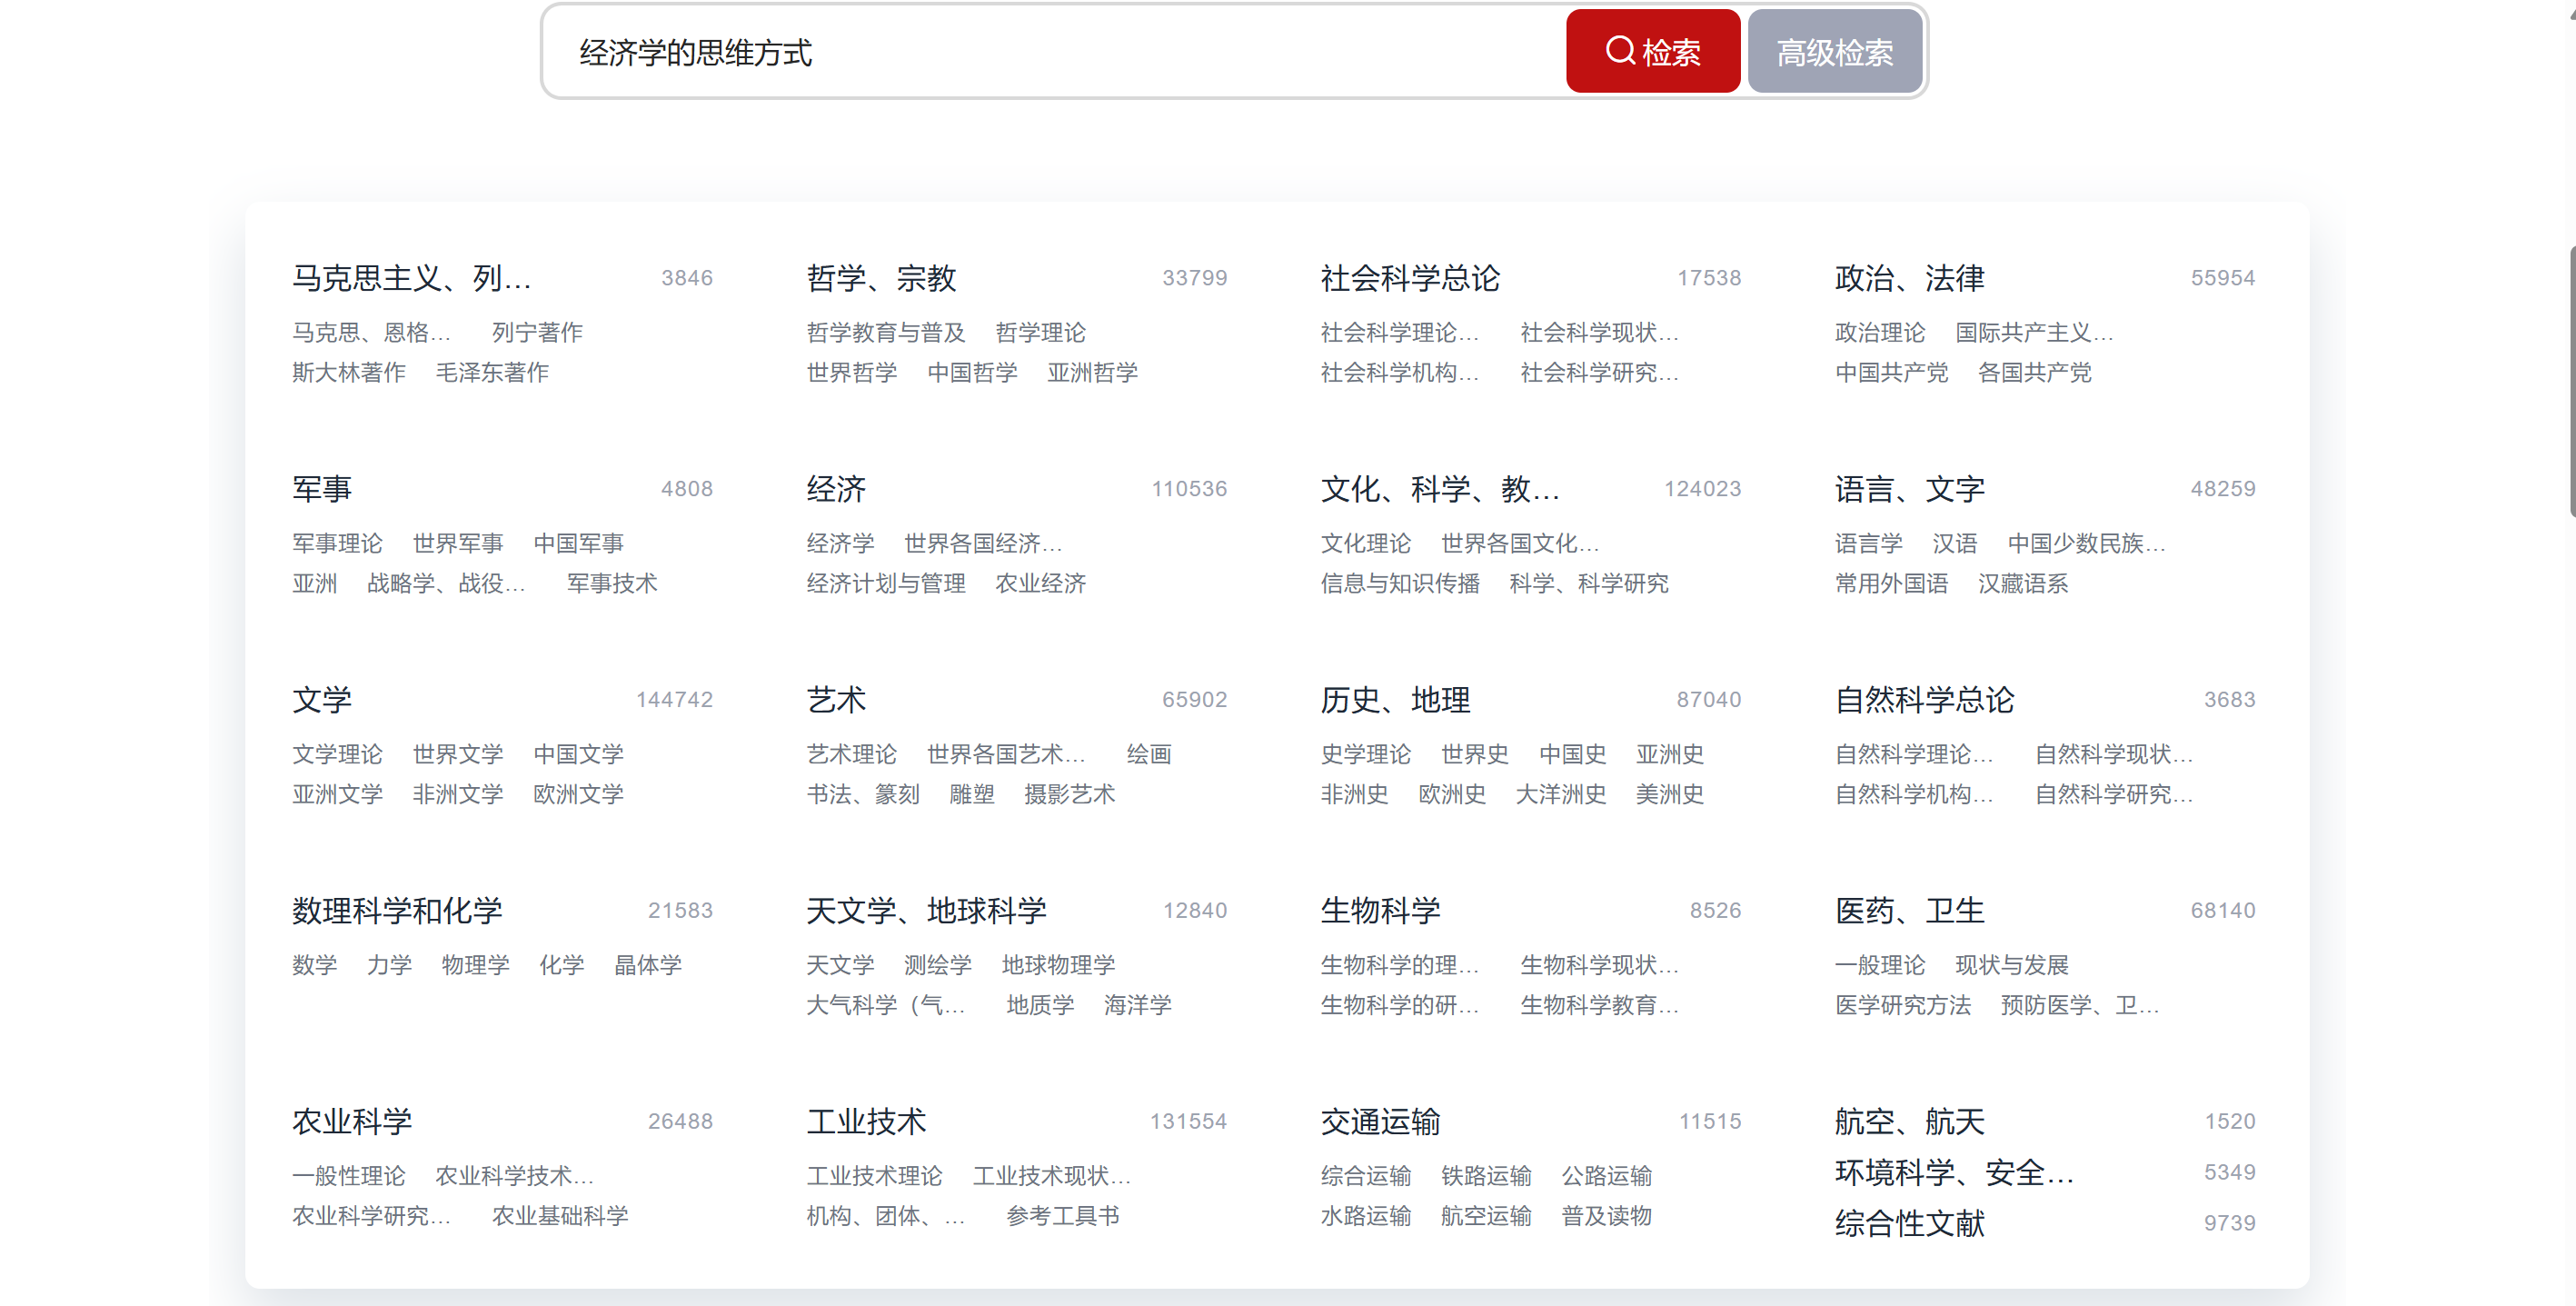 经济学的思维方式 检索 高级检索
马克思主义、列... 3846
马克思、恩格... 列宁著作
斯大林著作 毛泽东著作
哲学、宗教 33799
哲学教育与普及 哲学理论
世界哲学 中国哲学 亚洲哲学
社会科学总论 17538
社会科学理论... 社会科学现状...
社会科学机构... 社会科学研究...
政治、法律 55954
政治理论 国际共产主义...
中国共产党 各国共产党
军事 4808
军事理论 世界军事 中国军事
亚洲 战略学、战役... 军事技术
经济 110536
经济学 世界各国经济...
经济计划与管理 农业经济
文化、科学、教... 124023
文化理论 世界各国文化...
信息与知识传播 科学、科学研究
语言、文字 48259
语言学 汉语 中国少数民族...
常用外国语 汉藏语系
文学 144742
文学理论 世界文学 中国文学
亚洲文学 非洲文学 欧洲文学
艺术 65902
艺术理论 世界各国艺术... 绘画
书法、篆刻 雕塑 摄影艺术
历史、地理 87040
史学理论 世界史 中国史 亚洲史
非洲史 欧洲史 大洋洲史 美洲史
自然科学总论 3683
自然科学理论... 自然科学现状...
自然科学机构... 自然科学研究...
数理科学和化学 21583
数学 力学 物理学 化学 晶体学
天文学、地球科学 12840
天文学 测绘学 地球物理学
大气科学（气... 地质学 海洋学
生物科学 8526
生物科学的理... 生物科学现状...
生物科学的研... 生物科学教育...
医药、卫生 68140
一般理论 现状与发展
医学研究方法 预防医学、卫...
农业科学 26488
一般性理论 农业科学技术...
农业科学研究... 农业基础科学
工业技术 131554
工业技术理论 工业技术现状...
机构、团体、... 参考工具书
交通运输 11515
综合运输 铁路运输 公路运输
水路运输 航空运输 普及读物
航空、航天 1520
环境科学、安全... 5349
综合性文献 9739